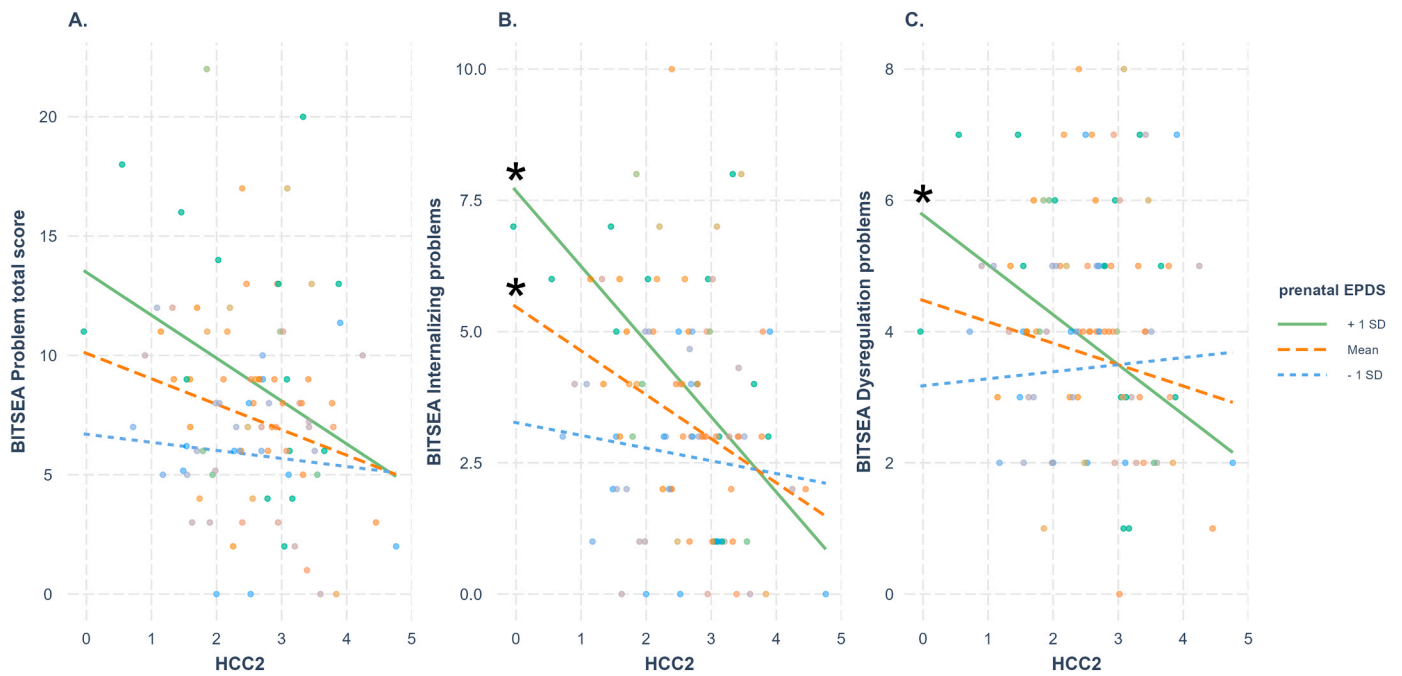 A.
BITSEA Problem total score
20
15
10
5
0
0 1 2 3 4 5
HCC2
B.
BITSEA Internalizing problems
10.0
7.5
5.0
2.5
0.0
*
*
0 1 2 3 4 5
HCC2
C.
BITSEA Dysregulation problems
8
6
4
2
0
*
0 1 2 3 4 5
HCC2
prenatal EPDS
+ 1 SD
Mean
- 1 SD